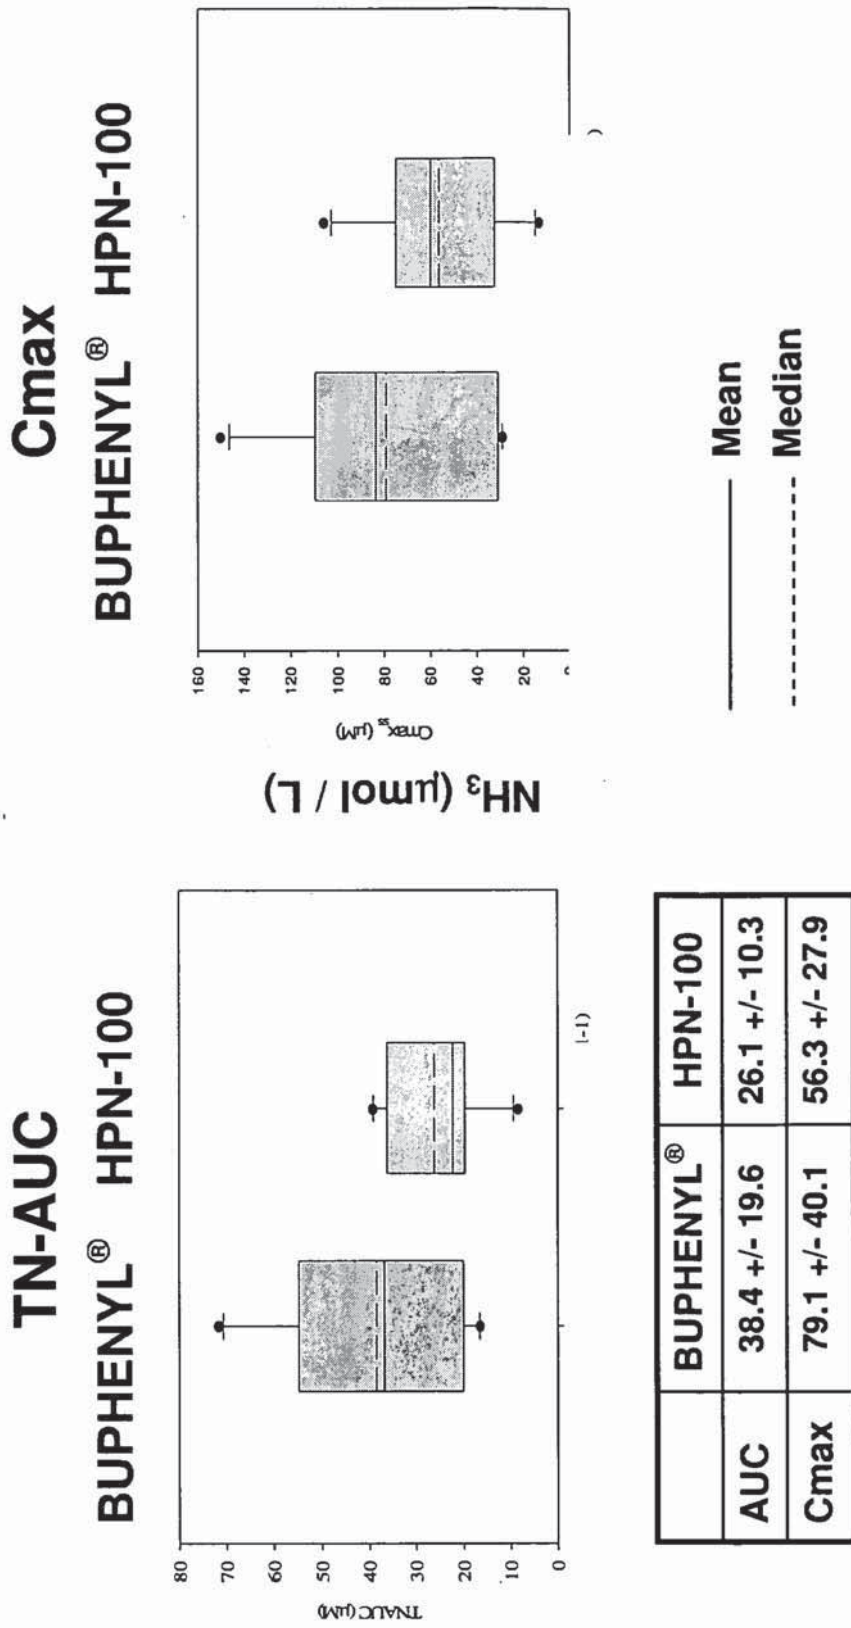 TN-AUC
BUPHENYL® HPN-100
TNAUC (µM)
80
70
60
50
40
30
20
10
0
(-1)
NH₃ (µmol / L)
Cmax
BUPHENYL® HPN-100
Cmaxss (µM)
160
140
120
100
80
60
40
20
BUPHENYL® HPN-100
AUC 38.4 +/- 19.6 26.1 +/- 10.3
Cmax 79.1 +/- 40.1 56.3 +/- 27.9
Mean
Median